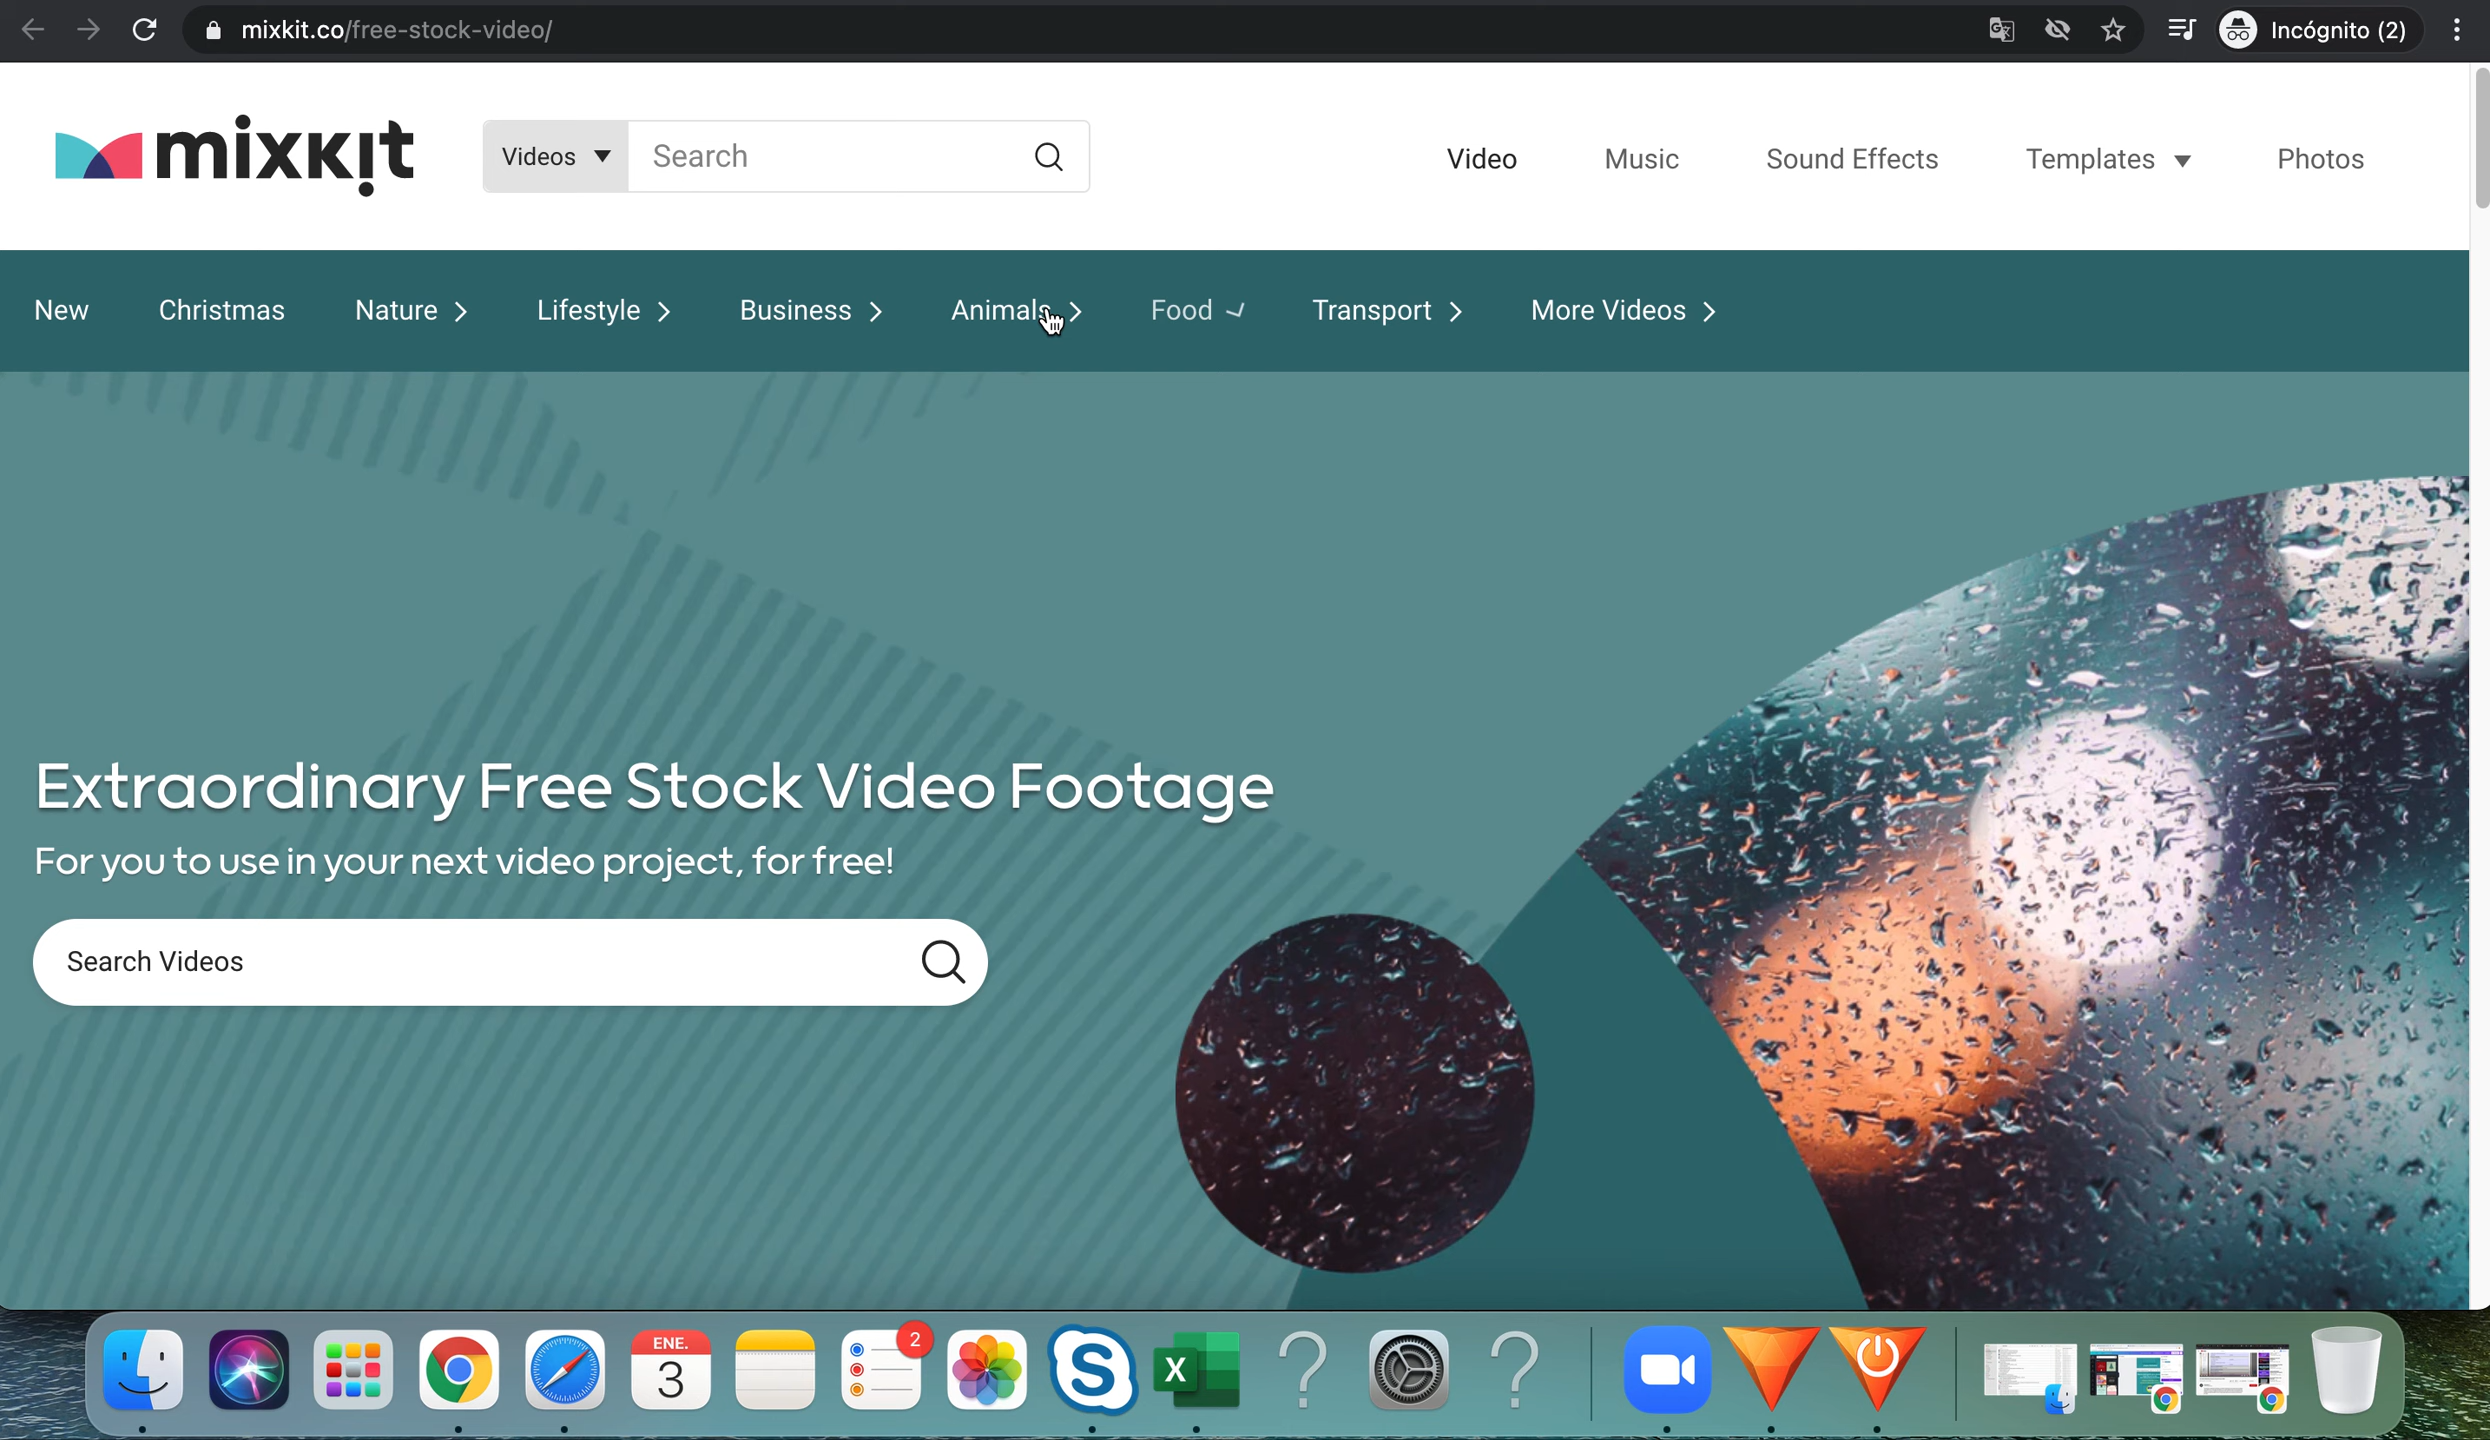 mixkit.co/free-stock-video/
Incógnito (2)
mixkit
Videos
Search
Video
Music
Sound Effects
Templates
Photos
New
Christmas
Nature
Lifestyle
Business
Animals
Food
Transport
More Videos
Extraordinary Free Stock Video Footage
For you to use in your next video project, for free!
Search Videos
ENE.
3
2
S
X
?
?